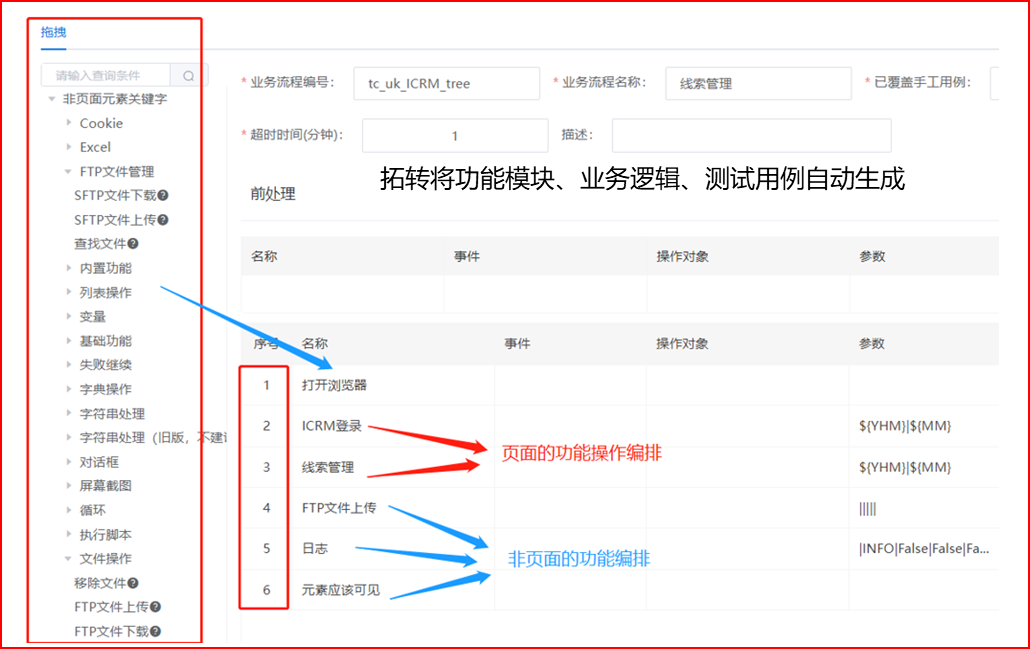 拖拽
请输入查询条件
非页面元素关键字
Cookie
Excel
FTP文件管理
SFTP文件下载?
SFTP文件上传?
查找文件?
内置功能
列表操作
变量
基础功能
失败继续
字典操作
字符串处理
字符串处理（旧版，不建
对话框
屏幕截图
循环
执行脚本
文件操作
移除文件?
FTP文件上传?
FTP文件下载?
* 业务流程编号： tc_uk_ICRM_tree * 业务流程名称： 线索管理 * 已覆盖手工用例：
* 超时时间(分钟)： 1 描述：
拓转将功能模块、业务逻辑、测试用例自动生成
前处理
名称 事件 操作对象 参数
序号 名称 事件 操作对象 参数
1 打开浏览器
2 ICRM登录 ${YHM}|${MM}
页面的功能操作编排
3 线索管理 ${YHM}|${MM}
4 FTP文件上传 |||||
5 日志 |INFO|False|False|Fa...
非页面的功能编排
6 元素应该可见